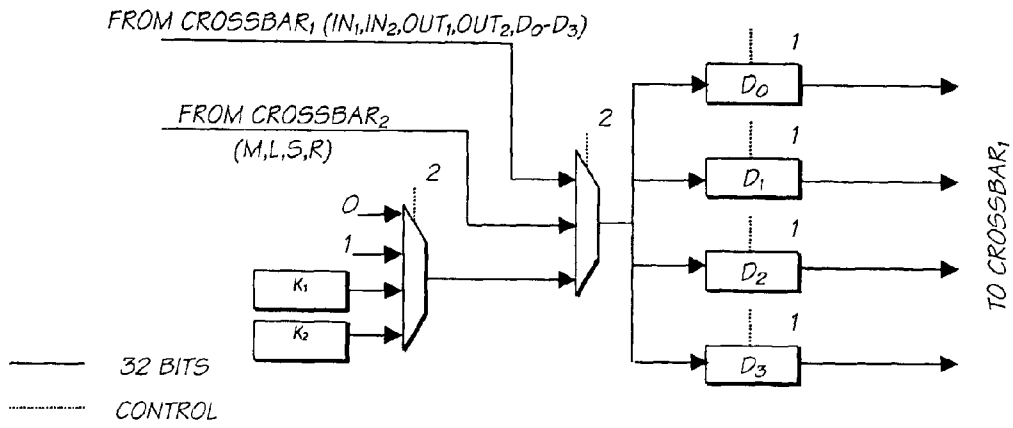 FROM CROSSBAR₁ (IN₁,IN₂,OUT₁,OUT₂,D₀-D₃)
1
D₀
FROM CROSSBAR₂
(M,L,S,R)
2
1
D₁
2
0
1
1
D₂
K₁
K₂
1
D₃
TO CROSSBAR₁
32 BITS
CONTROL